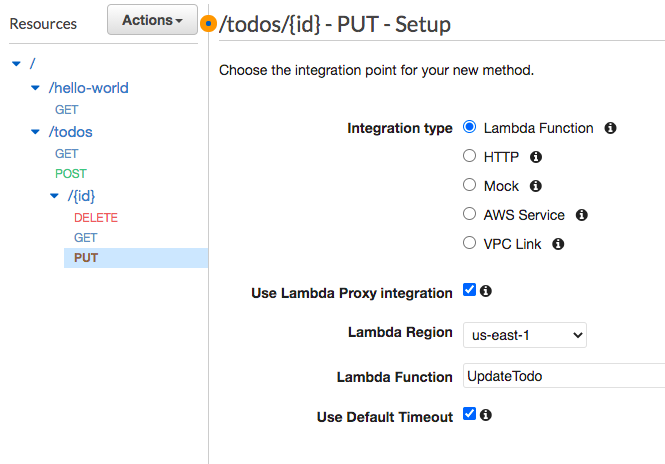 Resources
Actions
/todos/{id} - PUT - Setup
/
/hello-world
GET
/todos
GET
POST
/{id}
DELETE
GET
PUT
Choose the integration point for your new method.
Integration type
Lambda Function
HTTP
Mock
AWS Service
VPC Link
Use Lambda Proxy integration
Lambda Region
us-east-1
Lambda Function
UpdateTodo
Use Default Timeout